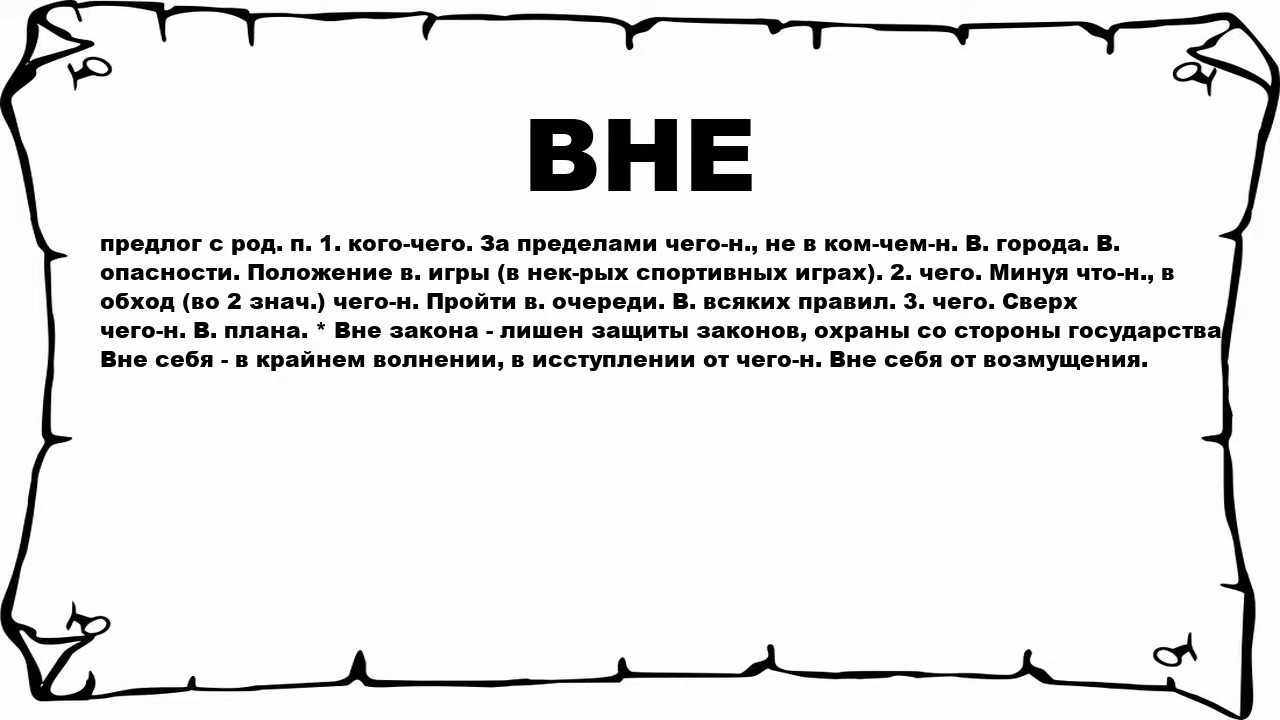 ВНЕ
предлог с род. п. 1. кого-чего. За пределами чего-н., не в ком-чем-н. В. города. В.
опасности. Положение в. игры (в нек-рых спортивных играх). 2. чего. Минуя что-н., в
обход (во 2 знач.) чего-н. Пройти в. очереди. В. всяких правил. 3. чего. Сверх
чего-н. В. плана. * Вне закона - лишен защиты законов, охраны со стороны государства
Вне себя - в крайнем волнении, в исступлении от чего-н. Вне себя от возмущения.